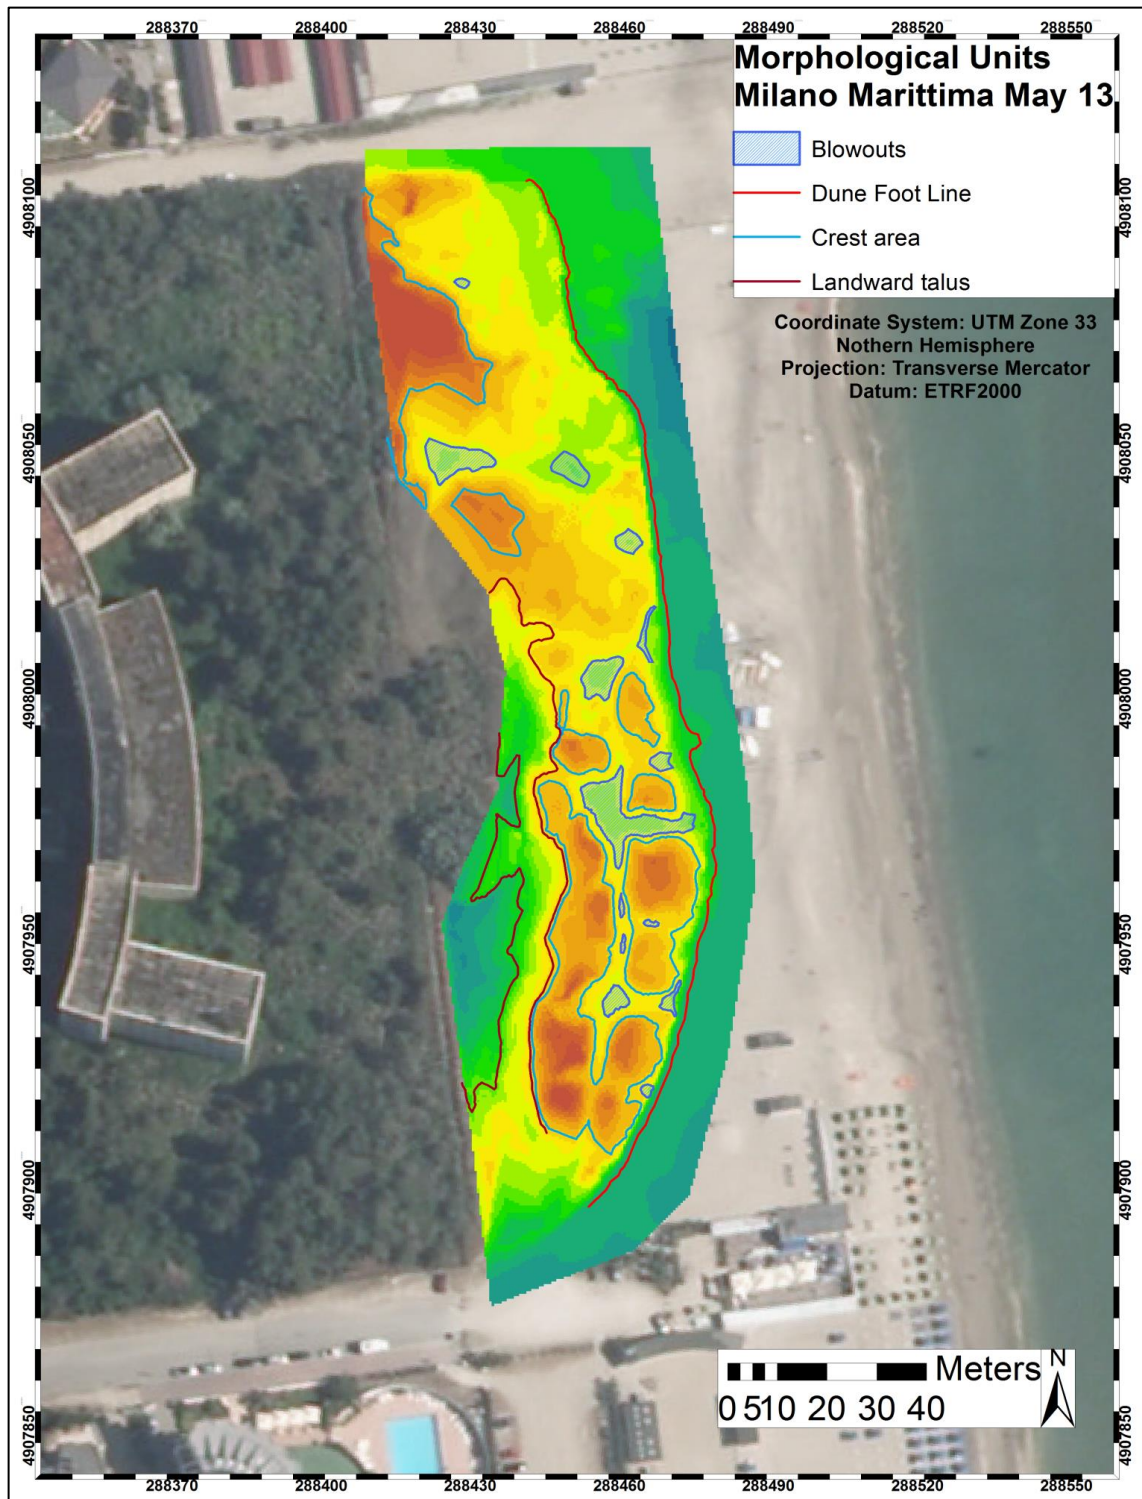 288370 288400 288430 288460 288490 288520 288550
Morphological Units
Milano Marittima May 13
Blowouts
Dune Foot Line
Crest area
Landward talus
Coordinate System: UTM Zone 33
Nothern Hemisphere
Projection: Transverse Mercator
Datum: ETRF2000
4908100 4908100
4908050 4908050
4908000 4908000
4907950 4907950
4907900 4907900
4907850 4907850
Meters
N
0 5 10 20 30 40
288370 288400 288430 288460 288490 288520 288550